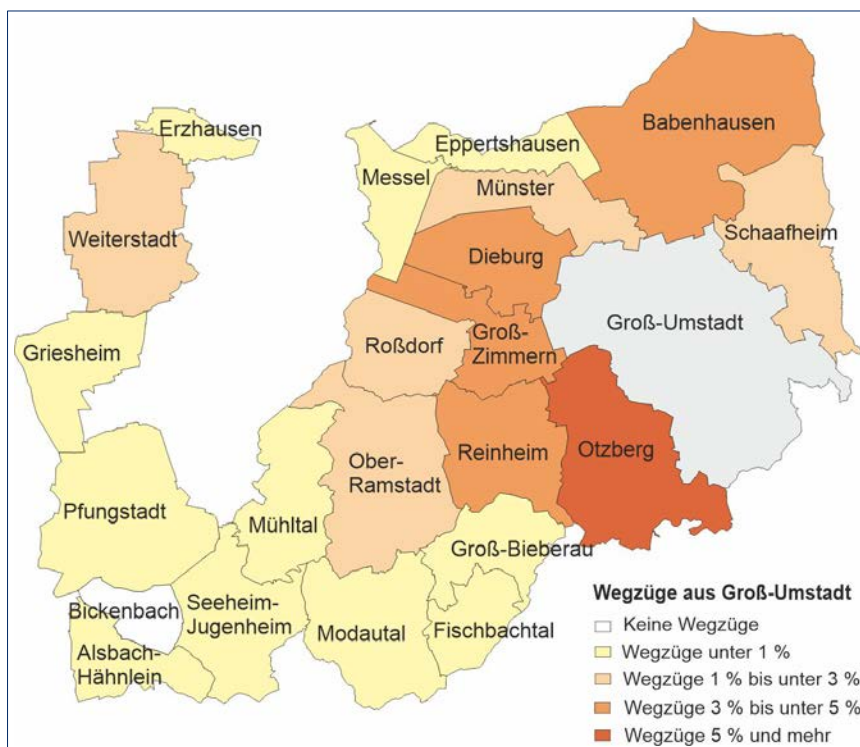 Erzhausen
Babenhausen
Eppertshausen
Messel
Münster
Weiterstadt
Schaafheim
Dieburg
Groß-Umstadt
Griesheim
Roßdorf
Groß-
Zimmern
Otzberg
Reinheim
Ober-
Ramstadt
Pfungstadt
Mühltal
Groß-Bieberau
Bickenbach
Seeheim-
Jugenheim
Modautal
Fischbachtal
Alsbach-
Hähnlein
Wegzüge aus Groß-Umstadt
Keine Wegzüge
Wegzüge unter 1 %
Wegzüge 1 % bis unter 3 %
Wegzüge 3 % bis unter 5 %
Wegzüge 5 % und mehr